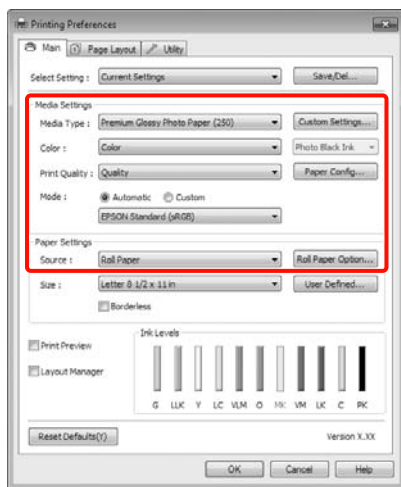 Printing Preferences
Main Page Layout Utility
Select Setting : Current Settings Save/Del...
Media Settings
Media Type : Premium Glossy Photo Paper (250) Custom Settings...
Color : Color Photo Black Ink
Print Quality : Quality Paper Config...
Mode : Automatic Custom
EPSON Standard (sRGB)
Paper Settings
Source : Roll Paper Roll Paper Option...
Size : Letter 8 1/2 x 11 in User Defined...
Borderless
Ink Levels
Print Preview
Layout Manager
G LLK Y LC VLM O MK VM LK C PK
Reset Defaults(Y) Version X.XX
OK Cancel Help